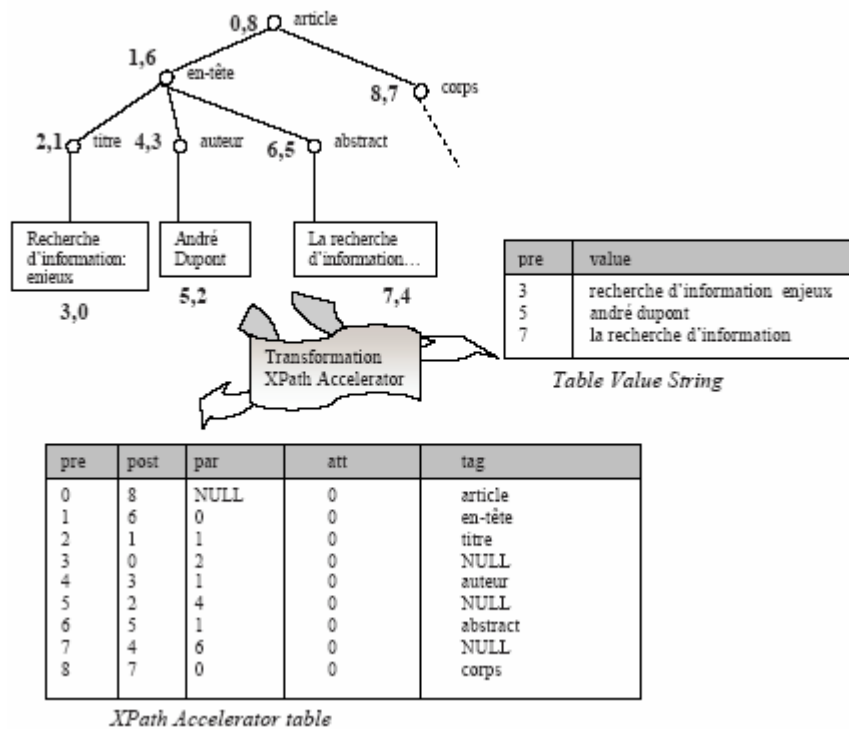 0,8 article
1,6 en-tête
8,7 corps
2,1 titre 4,3 auteur 6,5 abstract
Recherche
d'information:
enjeux
3,0
André
Dupont
5,2
La recherche
d'information...
7,4
Transformation
XPath Accelerator
pre value
3 recherche d'information enjeux
5 andré dupont
7 la recherche d'information
Table Value String
pre post par att tag
0 8 NULL 0 article
1 6 0 0 en-tête
2 1 1 0 titre
3 0 2 0 NULL
4 3 1 0 auteur
5 2 4 0 NULL
6 5 1 0 abstract
7 4 6 0 NULL
8 7 0 0 corps
XPath Accelerator table